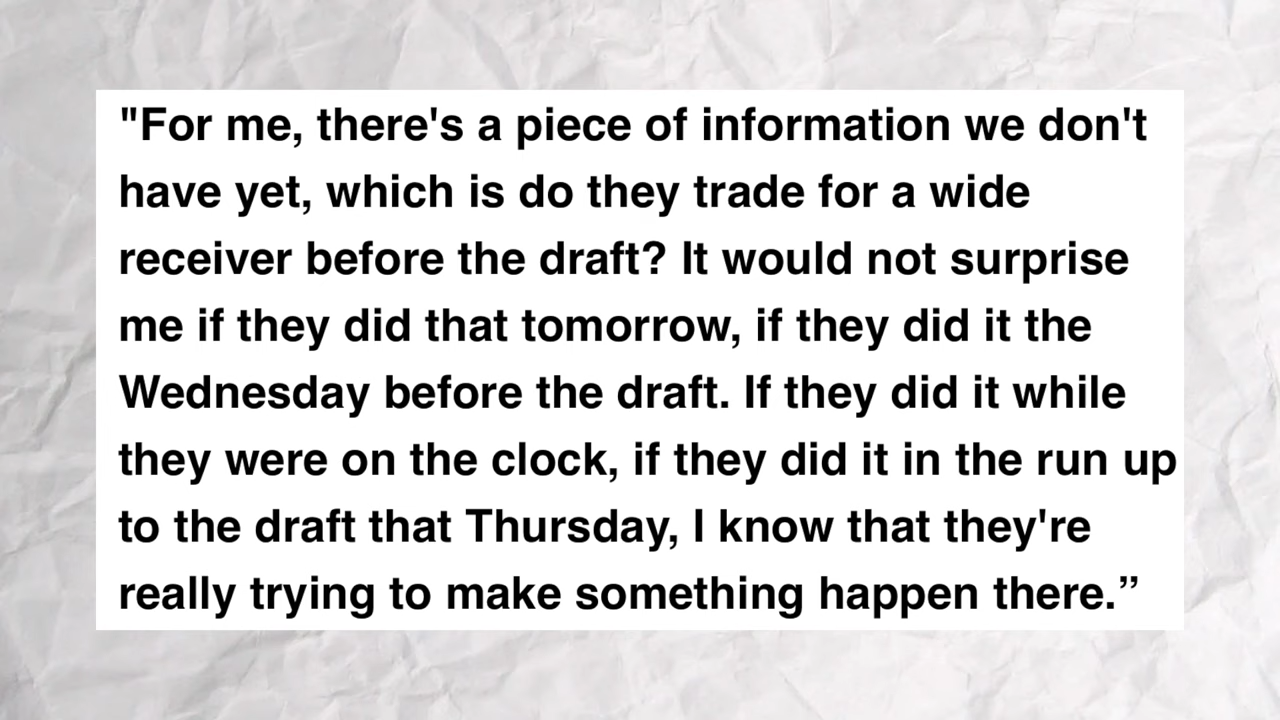 "For me, there's a piece of information we don't
have yet, which is do they trade for a wide
receiver before the draft? It would not surprise
me if they did that tomorrow, if they did it the
Wednesday before the draft. If they did it while
they were on the clock, if they did it in the run up
to the draft that Thursday, I know that they're
really trying to make something happen there.”